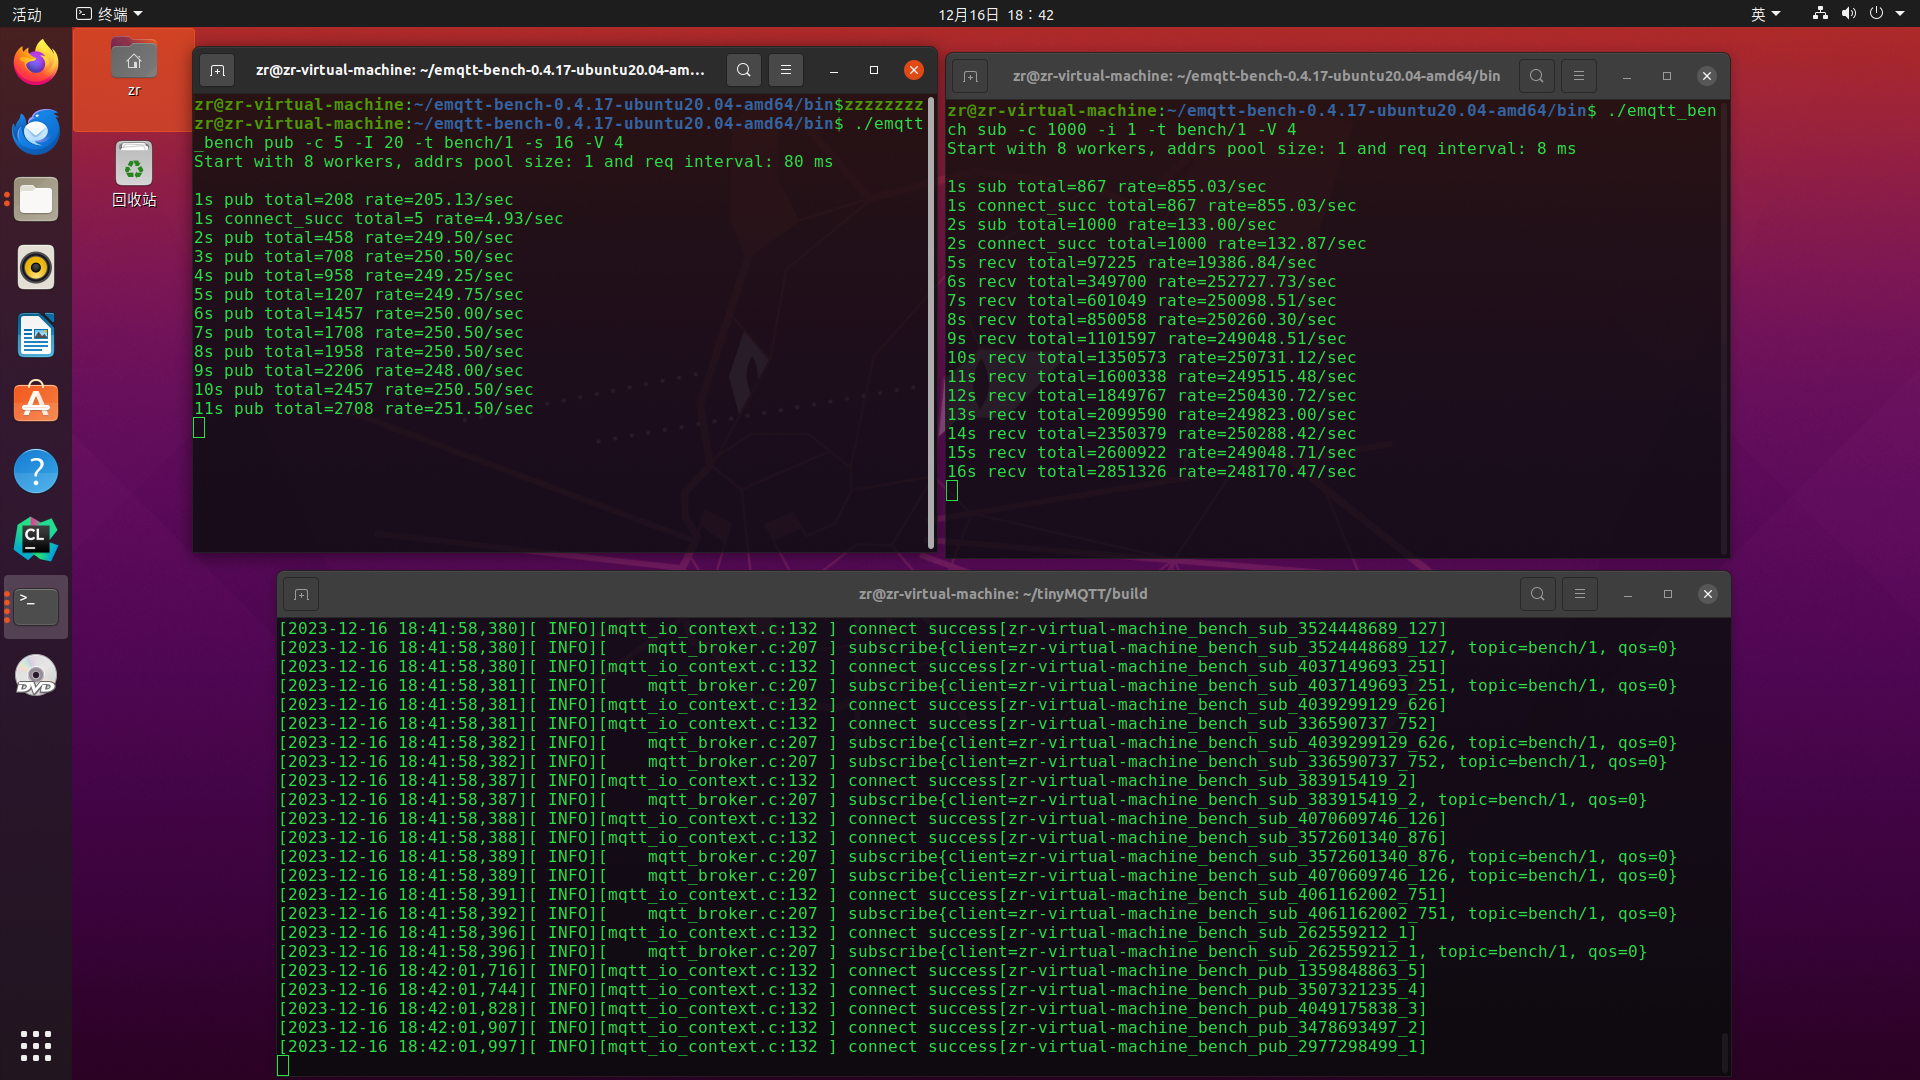 活动
终端
12月16日 18：42
英
zr
回收站
zr@zr-virtual-machine: ~/emqtt-bench-0.4.17-ubuntu20.04-am...
zr@zr-virtual-machine:~/emqtt-bench-0.4.17-ubuntu20.04-amd64/bin$zzzzzzzz
zr@zr-virtual-machine:~/emqtt-bench-0.4.17-ubuntu20.04-amd64/bin$ ./emqtt
_bench pub -c 5 -I 20 -t bench/1 -s 16 -V 4
Start with 8 workers, addrs pool size: 1 and req interval: 80 ms
1s pub total=208 rate=205.13/sec
1s connect_succ total=5 rate=4.93/sec
2s pub total=458 rate=249.50/sec
3s pub total=708 rate=250.50/sec
4s pub total=958 rate=249.25/sec
5s pub total=1207 rate=249.75/sec
6s pub total=1457 rate=250.00/sec
7s pub total=1708 rate=250.50/sec
8s pub total=1958 rate=250.50/sec
9s pub total=2206 rate=248.00/sec
10s pub total=2457 rate=250.50/sec
11s pub total=2708 rate=251.50/sec
zr@zr-virtual-machine: ~/emqtt-bench-0.4.17-ubuntu20.04-amd64/bin
zr@zr-virtual-machine:~/emqtt-bench-0.4.17-ubuntu20.04-amd64/bin$ ./emqtt_ben
ch sub -c 1000 -i 1 -t bench/1 -V 4
Start with 8 workers, addrs pool size: 1 and req interval: 8 ms
1s sub total=867 rate=855.03/sec
1s connect_succ total=867 rate=855.03/sec
2s sub total=1000 rate=133.00/sec
2s connect_succ total=1000 rate=132.87/sec
5s recv total=97225 rate=19386.84/sec
6s recv total=349700 rate=252727.73/sec
7s recv total=601049 rate=250098.51/sec
8s recv total=850058 rate=250260.30/sec
9s recv total=1101597 rate=249048.51/sec
10s recv total=1350573 rate=250731.12/sec
11s recv total=1600338 rate=249515.48/sec
12s recv total=1849767 rate=250430.72/sec
13s recv total=2099590 rate=249823.00/sec
14s recv total=2350379 rate=250288.42/sec
15s recv total=2600922 rate=249048.71/sec
16s recv total=2851326 rate=248170.47/sec
CL
>_
DVD
zr@zr-virtual-machine: ~/tinyMQTT/build
[2023-12-16 18:41:58,380][ INFO][mqtt_io_context.c:132 ] connect success[zr-virtual-machine_bench_sub_3524448689_127]
[2023-12-16 18:41:58,380][ INFO][    mqtt_broker.c:207 ] subscribe{client=zr-virtual-machine_bench_sub_3524448689_127, topic=bench/1, qos=0}
[2023-12-16 18:41:58,380][ INFO][mqtt_io_context.c:132 ] connect success[zr-virtual-machine_bench_sub_4037149693_251]
[2023-12-16 18:41:58,381][ INFO][    mqtt_broker.c:207 ] subscribe{client=zr-virtual-machine_bench_sub_4037149693_251, topic=bench/1, qos=0}
[2023-12-16 18:41:58,381][ INFO][mqtt_io_context.c:132 ] connect success[zr-virtual-machine_bench_sub_4039299129_626]
[2023-12-16 18:41:58,381][ INFO][mqtt_io_context.c:132 ] connect success[zr-virtual-machine_bench_sub_336590737_752]
[2023-12-16 18:41:58,382][ INFO][    mqtt_broker.c:207 ] subscribe{client=zr-virtual-machine_bench_sub_4039299129_626, topic=bench/1, qos=0}
[2023-12-16 18:41:58,382][ INFO][    mqtt_broker.c:207 ] subscribe{client=zr-virtual-machine_bench_sub_336590737_752, topic=bench/1, qos=0}
[2023-12-16 18:41:58,387][ INFO][mqtt_io_context.c:132 ] connect success[zr-virtual-machine_bench_sub_383915419_2]
[2023-12-16 18:41:58,387][ INFO][    mqtt_broker.c:207 ] subscribe{client=zr-virtual-machine_bench_sub_383915419_2, topic=bench/1, qos=0}
[2023-12-16 18:41:58,388][ INFO][mqtt_io_context.c:132 ] connect success[zr-virtual-machine_bench_sub_4070609746_126]
[2023-12-16 18:41:58,388][ INFO][mqtt_io_context.c:132 ] connect success[zr-virtual-machine_bench_sub_3572601340_876]
[2023-12-16 18:41:58,389][ INFO][    mqtt_broker.c:207 ] subscribe{client=zr-virtual-machine_bench_sub_3572601340_876, topic=bench/1, qos=0}
[2023-12-16 18:41:58,389][ INFO][    mqtt_broker.c:207 ] subscribe{client=zr-virtual-machine_bench_sub_4070609746_126, topic=bench/1, qos=0}
[2023-12-16 18:41:58,391][ INFO][mqtt_io_context.c:132 ] connect success[zr-virtual-machine_bench_sub_4061162002_751]
[2023-12-16 18:41:58,392][ INFO][    mqtt_broker.c:207 ] subscribe{client=zr-virtual-machine_bench_sub_4061162002_751, topic=bench/1, qos=0}
[2023-12-16 18:41:58,396][ INFO][mqtt_io_context.c:132 ] connect success[zr-virtual-machine_bench_sub_262559212_1]
[2023-12-16 18:41:58,396][ INFO][    mqtt_broker.c:207 ] subscribe{client=zr-virtual-machine_bench_sub_262559212_1, topic=bench/1, qos=0}
[2023-12-16 18:42:01,716][ INFO][mqtt_io_context.c:132 ] connect success[zr-virtual-machine_bench_pub_1359848863_5]
[2023-12-16 18:42:01,744][ INFO][mqtt_io_context.c:132 ] connect success[zr-virtual-machine_bench_pub_3507321235_4]
[2023-12-16 18:42:01,828][ INFO][mqtt_io_context.c:132 ] connect success[zr-virtual-machine_bench_pub_4049175838_3]
[2023-12-16 18:42:01,907][ INFO][mqtt_io_context.c:132 ] connect success[zr-virtual-machine_bench_pub_3478693497_2]
[2023-12-16 18:42:01,997][ INFO][mqtt_io_context.c:132 ] connect success[zr-virtual-machine_bench_pub_2977298499_1]